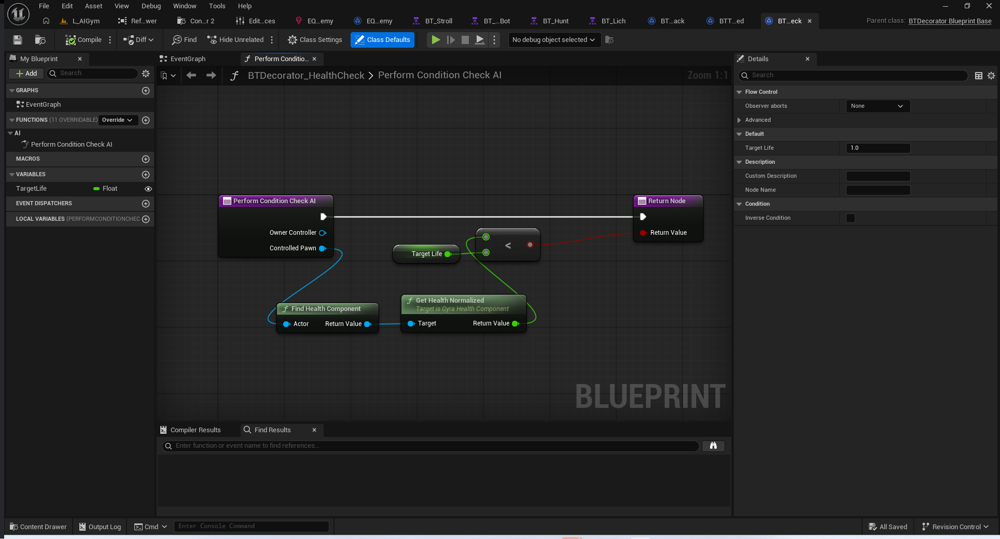 File Edit Asset View Debug Window Tools Help
L_AIGym Ref...wer Con...r 2 Edit...ces EQ...emy EQ...emy BT_Stroll BT_...Bot BT_Hunt BT_Lich BT...ack BTT...ed BT...eck Parent class: BTDecorator Blueprint Base
Compile Diff Find Hide Unrelated Class Settings Class Defaults No debug object selected
My Blueprint
Add Search
GRAPHS
EventGraph
FUNCTIONS (11 OVERRIDABLE) Override
AI
Perform Condition Check AI
MACROS
VARIABLES
TargetLife Float
EVENT DISPATCHERS
LOCAL VARIABLES (PERFORMCONDITIONCHEC
EventGraph Perform Conditio...
BTDecorator_HealthCheck > Perform Condition Check AI Zoom 1:1
Perform Condition Check AI
Owner Controller
Controlled Pawn
Target Life
<
Return Node
Return Value
Find Health Component
Actor Return Value
Get Health Normalized
Target is Gyra Health Component
Target Return Value
BLUEPRINT
Compiler Results Find Results
Enter function or event name to find references...
Details
Search
Flow Control
Observer aborts None
Advanced
Default
Target Life 1.0
Description
Custom Description
Node Name
Condition
Inverse Condition
Content Drawer Output Log Cmd Enter Console Command All Saved Revision Control